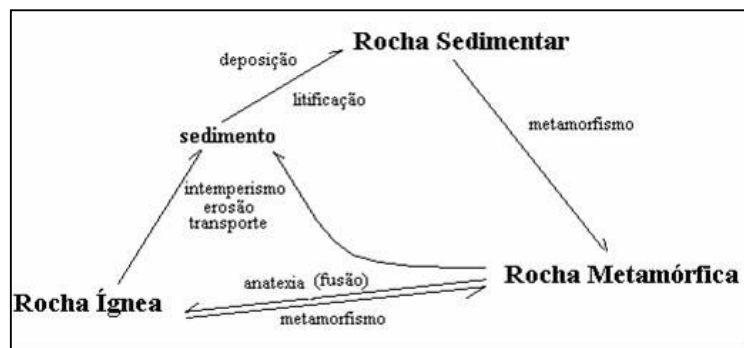 Rocha Sedimentar
deposição
litificação
sedimento
metamorfismo
intemperismo
erosão
transporte
Rocha Metamórfica
anatexia (fusão)
Rocha Ígnea
metamorfismo